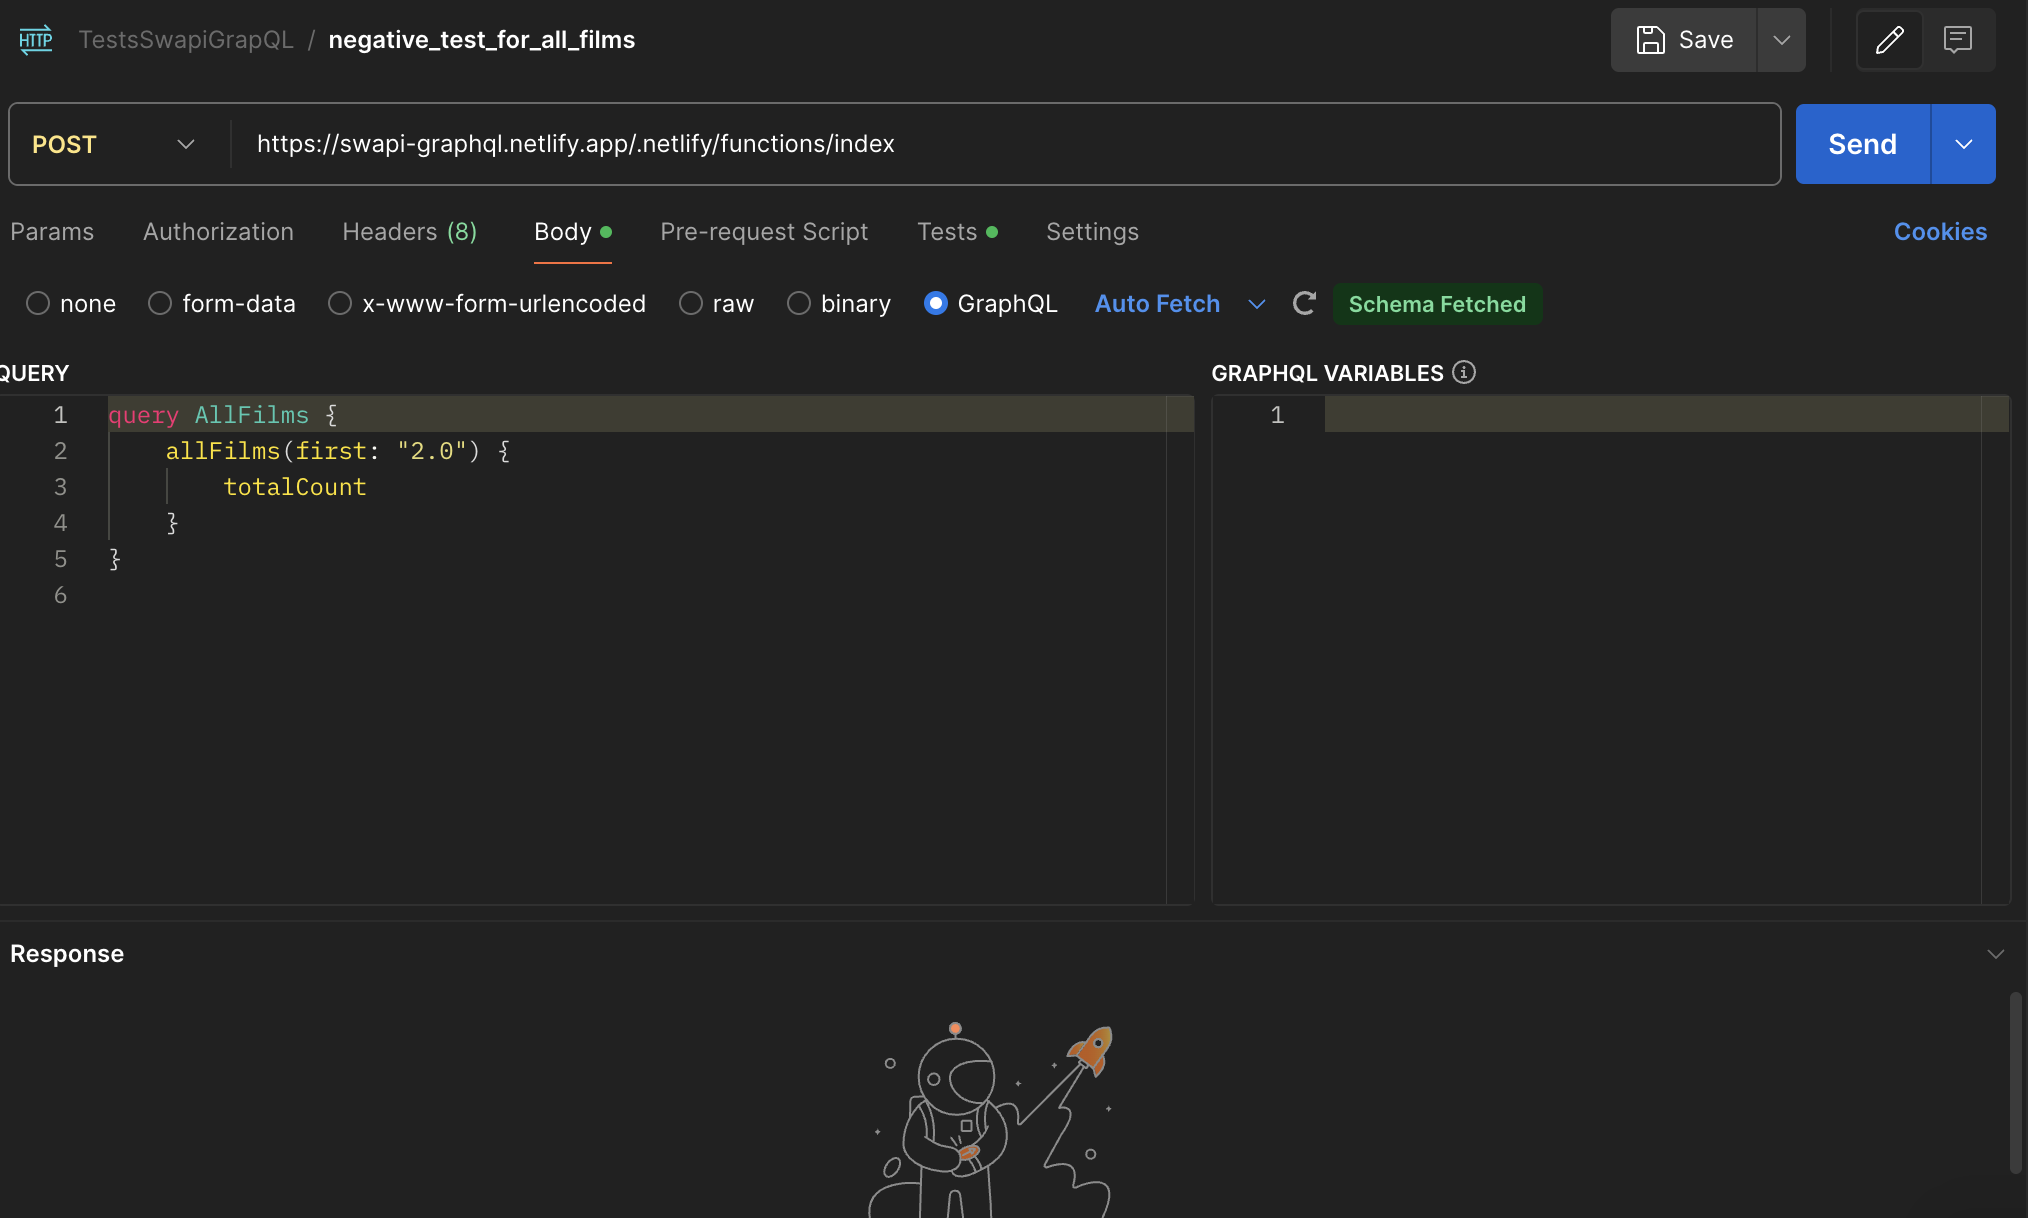 HTTP TestsSwapiGrapQL / negative_test_for_all_films Save
POST https://swapi-graphql.netlify.app/.netlify/functions/index Send
Params Authorization Headers (8) Body Pre-request Script Tests Settings Cookies
none form-data x-www-form-urlencoded raw binary GraphQL Auto Fetch Schema Fetched
QUERY
1 query AllFilms {
2 allFilms(first: "2.0") {
3 totalCount
4 }
5 }
6
GRAPHQL VARIABLES
1
Response